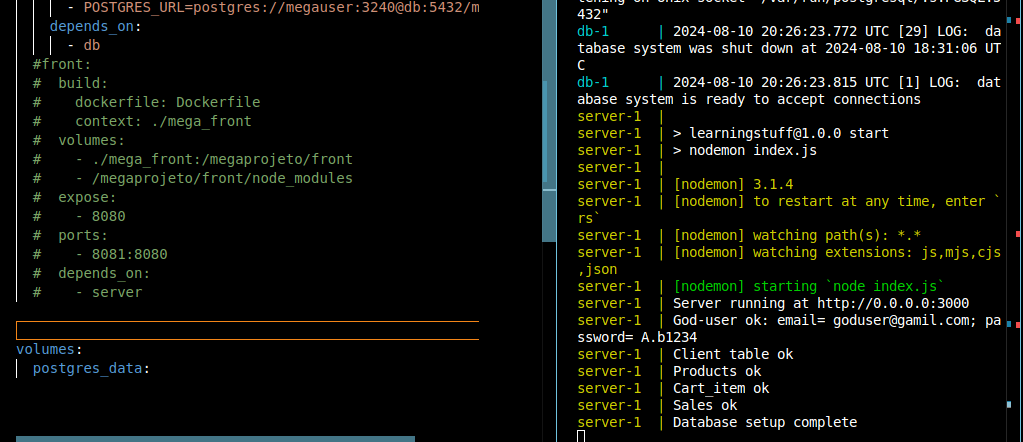 - POSTGRES_URL=postgres://megauser:3240@db:5432/m
depends_on:
- db
#front:
#  build:
#    dockerfile: Dockerfile
#    context: ./mega_front
#  volumes:
#    - ./mega_front:/megaprojeto/front
#    - /megaprojeto/front/node_modules
#  expose:
#    - 8080
#  ports:
#    - 8081:8080
#  depends_on:
#    - server
volumes:
postgres_data:
432"
db-1      | 2024-08-10 20:26:23.772 UTC [29] LOG:  da
tabase system was shut down at 2024-08-10 18:31:06 UT
C
db-1      | 2024-08-10 20:26:23.815 UTC [1] LOG:  dat
abase system is ready to accept connections
server-1  |
server-1  | > learningstuff@1.0.0 start
server-1  | > nodemon index.js
server-1  |
server-1  | [nodemon] 3.1.4
server-1  | [nodemon] to restart at any time, enter `
rs`
server-1  | [nodemon] watching path(s): *.*
server-1  | [nodemon] watching extensions: js,mjs,cjs
,json
server-1  | [nodemon] starting `node index.js`
server-1  | Server running at http://0.0.0.0:3000
server-1  | God-user ok: email= goduser@gamil.com; pa
ssword= A.b1234
server-1  | Client table ok
server-1  | Products ok
server-1  | Cart_item ok
server-1  | Sales ok
server-1  | Database setup complete